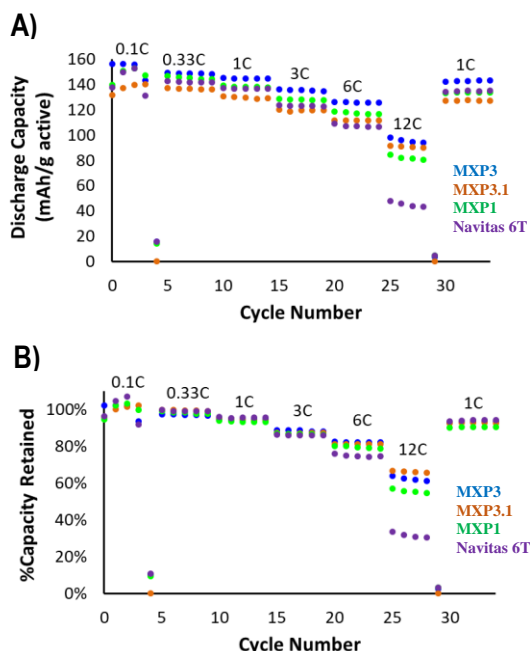 A)
0.1C
0.33C
1C
3C
6C
12C
1C
Discharge Capacity
(mAh/g active)
160
140
120
100
80
60
40
20
0
MXP3
MXP3.1
MXP1
Navitas 6T
0 5 10 15 20 25 30
Cycle Number
B)
0.1C
0.33C
1C
3C
6C
12C
1C
%Capacity Retained
100%
80%
60%
40%
20%
0%
MXP3
MXP3.1
MXP1
Navitas 6T
0 5 10 15 20 25 30
Cycle Number